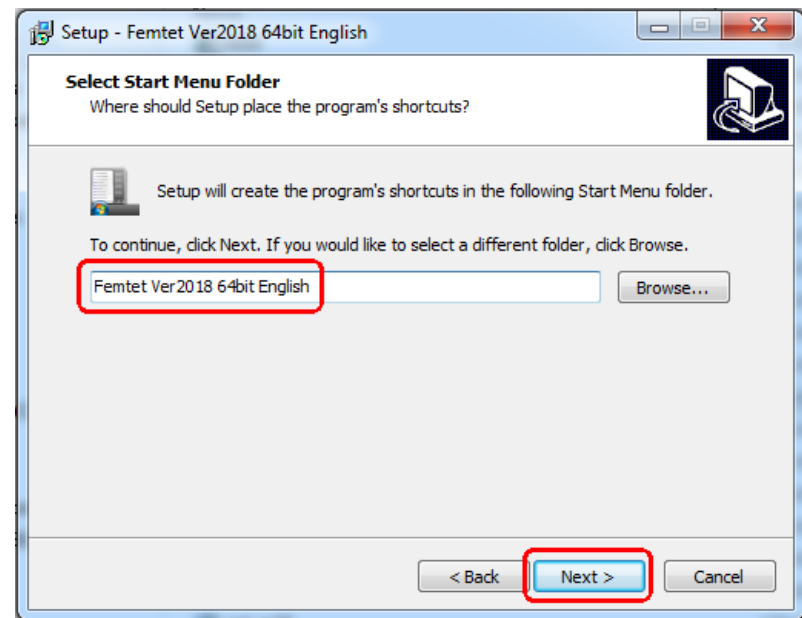 Setup - Femtet Ver2018 64bit English
Select Start Menu Folder
Where should Setup place the program's shortcuts?
Setup will create the program's shortcuts in the following Start Menu folder.
To continue, click Next. If you would like to select a different folder, click Browse.
Femtet Ver2018 64bit English
Browse...
< Back
Next >
Cancel